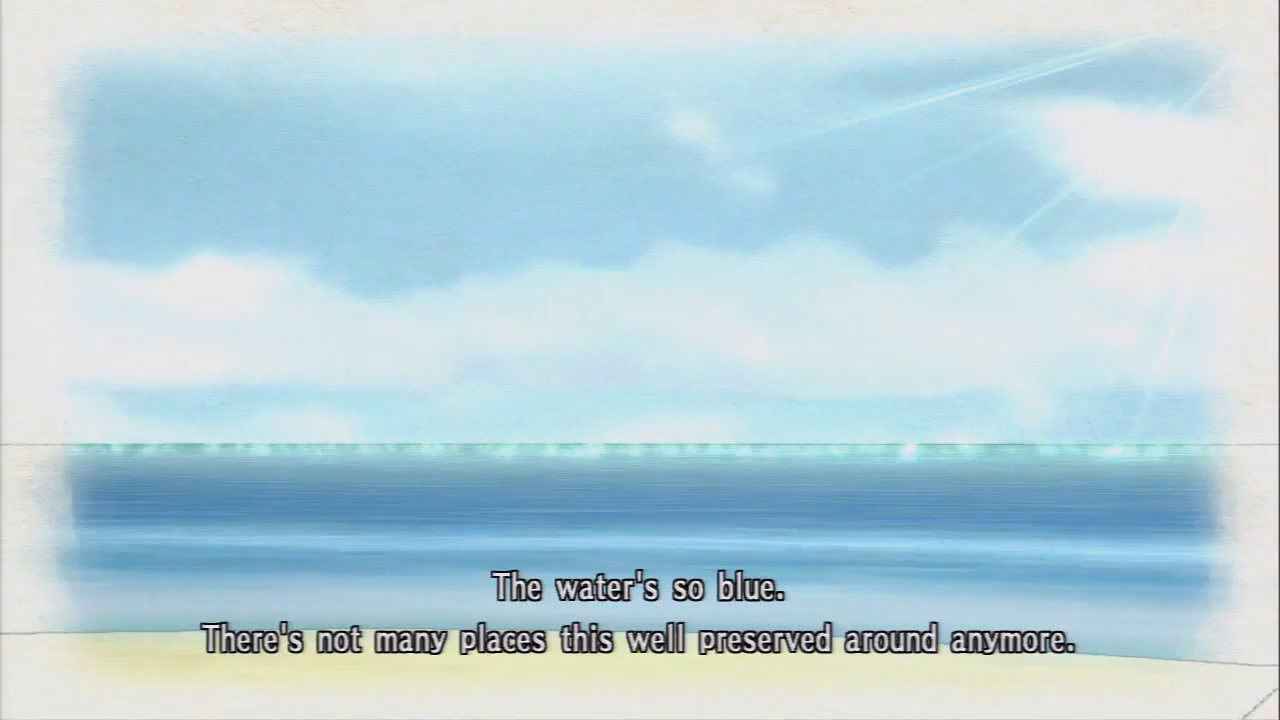 The water's so blue.
There's not many places this well preserved around anymore.